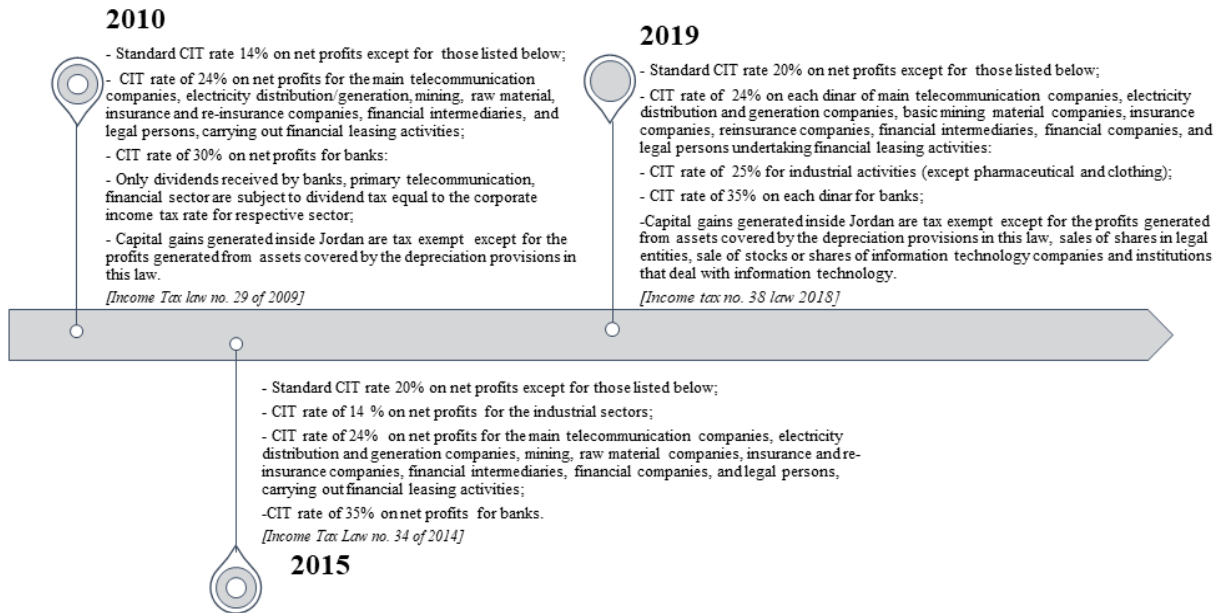 2010
- Standard CIT rate 14% on net profits except for those listed below;
- CIT rate of 24% on net profits for the main telecommunication
companies, electricity distribution/generation, mining, raw material,
insurance and re-insurance companies, financial intermediaries, and
legal persons, carrying out financial leasing activities;
- CIT rate of 30% on net profits for banks:
- Only dividends received by banks, primary telecommunication,
financial sector are subject to dividend tax equal to the corporate
income tax rate for respective sector;
- Capital gains generated inside Jordan are tax exempt except for the
profits generated from assets covered by the depreciation provisions in
this law.
[Income Tax law no. 29 of 2009]
2019
- Standard CIT rate 20% on net profits except for those listed below;
- CIT rate of 24% on each dinar of main telecommunication companies, electricity
distribution and generation companies, basic mining material companies, insurance
companies, reinsurance companies, financial intermediaries, financial companies, and
legal persons undertaking financial leasing activities:
- CIT rate of 25% for industrial activities (except pharmaceutical and clothing);
- CIT rate of 35% on each dinar for banks;
-Capital gains generated inside Jordan are tax exempt except for the profits generated
from assets covered by the depreciation provisions in this law, sales of shares in legal
entities, sale of stocks or shares of information technology companies and institutions
that deal with information technology.
[Income tax no. 38 law 2018]
- Standard CIT rate 20% on net profits except for those listed below;
- CIT rate of 14 % on net profits for the industrial sectors;
- CIT rate of 24% on net profits for the main telecommunication companies, electricity
distribution and generation companies, mining, raw material companies, insurance and re-
insurance companies, financial intermediaries, financial companies, and legal persons,
carrying out financial leasing activities;
-CIT rate of 35% on net profits for banks.
[Income Tax Law no. 34 of 2014]
2015